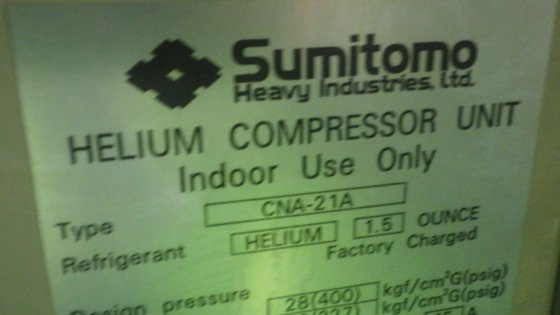 Sumitomo
Heavy Industries, Ltd.
HELIUM COMPRESSOR UNIT
Indoor Use Only
Type CNA-21A
Refrigerant HELIUM 1.5 OUNCE
Factory Charged
Design pressure 28(400) kgf/cm²G(psig)
kgf/cm²G(psig)
A